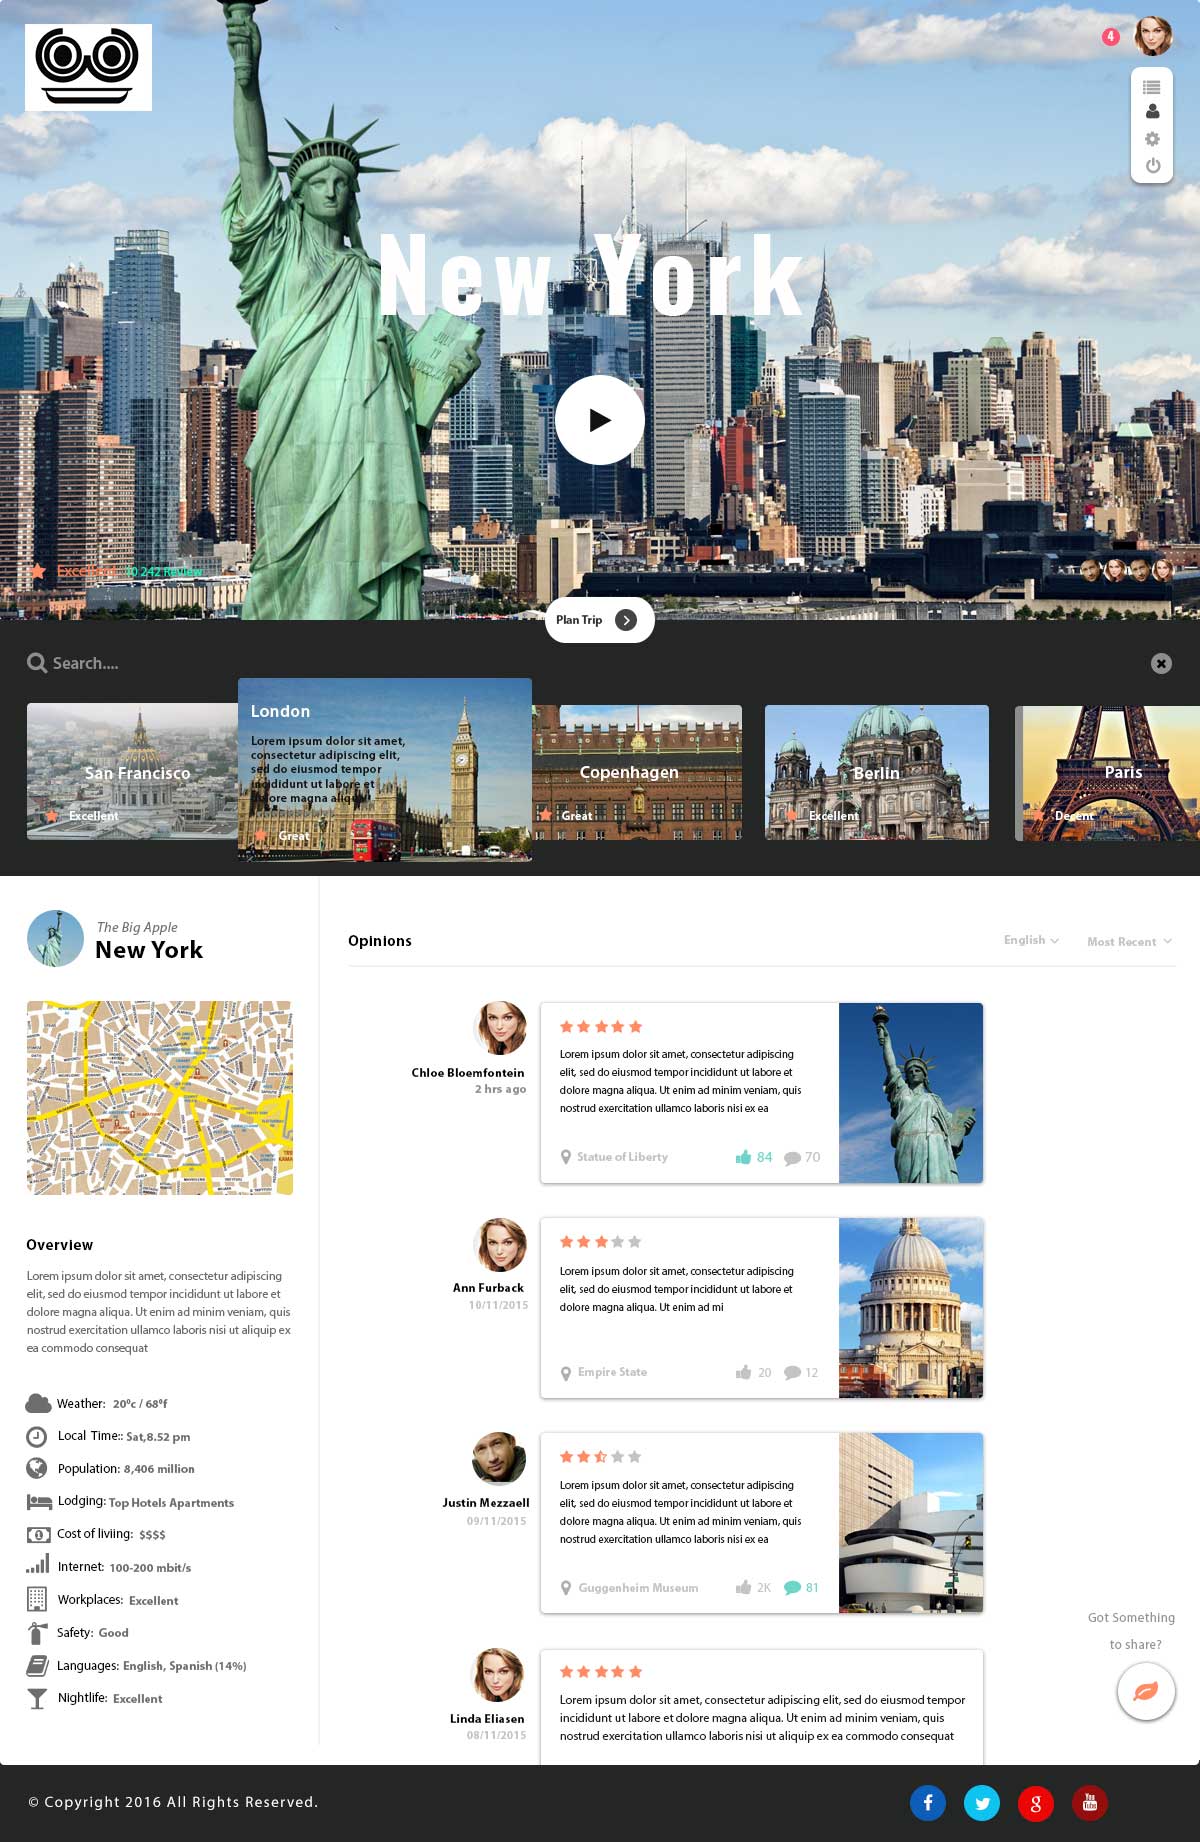 4
New York
JULY IV
Excellent 10 242 Review
Plan Trip
Search....
San Francisco
Excellent
London
Lorem ipsum dolor sit amet,
consectetur adipiscing elit,
sed do eiusmod tempor
incididunt ut labore et
dolore magna aliqua
Great
Copenhagen
Great
Berlin
Excellent
Paris
Decent
The Big Apple
New York
Overview
Lorem ipsum dolor sit amet, consectetur adipiscing
elit, sed do eiusmod tempor incididunt ut labore et
dolore magna aliqua. Ut enim ad minim veniam, quis
nostrud exercitation ullamco laboris nisi ut aliquip ex
ea commodo consequat
Weather: 20ºc / 68ºf
Local Time:: Sat,8.52 pm
Population: 8,406 million
Lodging: Top Hotels Apartments
Cost of liviing: $$$$
Internet: 100-200 mbit/s
Workplaces: Excellent
Safety: Good
Languages: English, Spanish (14%)
Nightlife: Excellent
Opinions
English
Most Recent
Chloe Bloemfontein
2 hrs ago
Lorem ipsum dolor sit amet, consectetur adipiscing
elit, sed do eiusmod tempor incididunt ut labore et
dolore magna aliqua. Ut enim ad minim veniam, quis
nostrud exercitation ullamco laboris nisi ex ea
Statue of Liberty 84 70
Ann Furback
10/11/2015
Lorem ipsum dolor sit amet, consectetur adipiscing
elit, sed do eiusmod tempor incididunt ut labore et
dolore magna aliqua. Ut enim ad mi
Empire State 20 12
Justin Mezzaell
09/11/2015
Lorem ipsum dolor sit amet, consectetur adipiscing
elit, sed do eiusmod tempor incididunt ut labore et
dolore magna aliqua. Ut enim ad minim veniam, quis
nostrud exercitation ullamco laboris nisi ex ea
Guggenheim Museum 2K 81
Linda Eliasen
08/11/2015
Lorem ipsum dolor sit amet, consectetur adipiscing elit, sed do eiusmod tempor
incididunt ut labore et dolore magna aliqua. Ut enim ad minim veniam, quis
nostrud exercitation ullamco laboris nisi ut aliquip ex ea commodo consequat
Got Something
to share?
© Copyright 2016 All Rights Reserved.
f
g
You
Tube